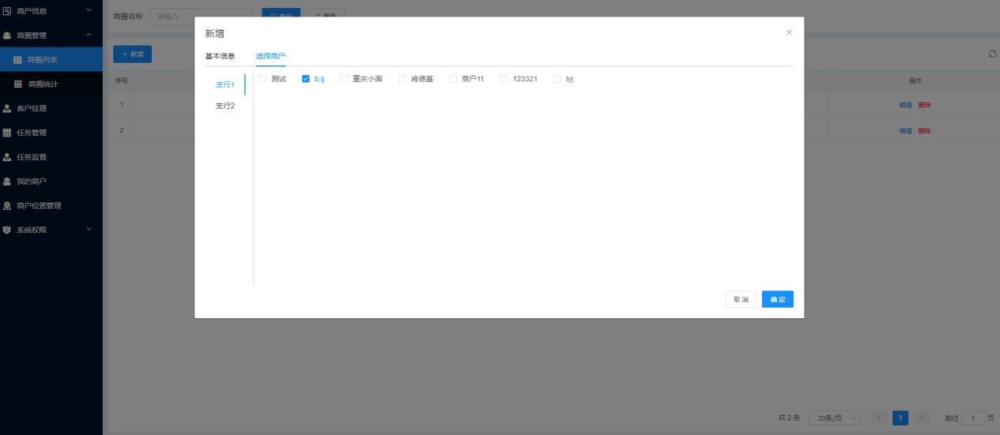 商户信息
商圈管理
商圈列表
商圈统计
客户经理
任务管理
任务监督
我的商户
商户位置管理
系统权限
商圈名称
请输入
+ 新增
序号
操作
1
编辑 删除
2
编辑 删除
新增
基本信息
选择商户
支行1
支行2
测试
b;ij
重庆小面
肯德基
商户11
123321
lyj
取消
确定
共 2 条
20条/页
1
前往 1 页